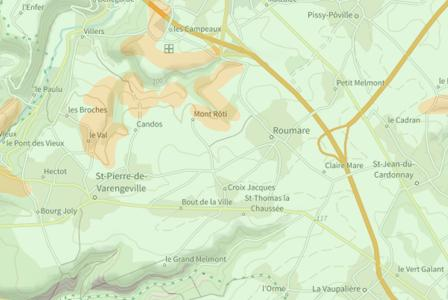 l'Enfer
Pissy-Pôville
les Campeaux
Villers
le Paulu
Petit Melmont
les Broches
Mont Rôti
le Cadran
Candos
Roumare
le Val
le Pont des Vieux
Claire Mare
St-Jean-du-
Cardonnay
Hectot
St-Pierre-de-
Varengeville
Croix Jacques
Bout de la Ville
St-Thomas la
Chaussée
Bourg Joly
117
le Grand Melmont
le Vert Galant
l'Orme
La Vaupalière